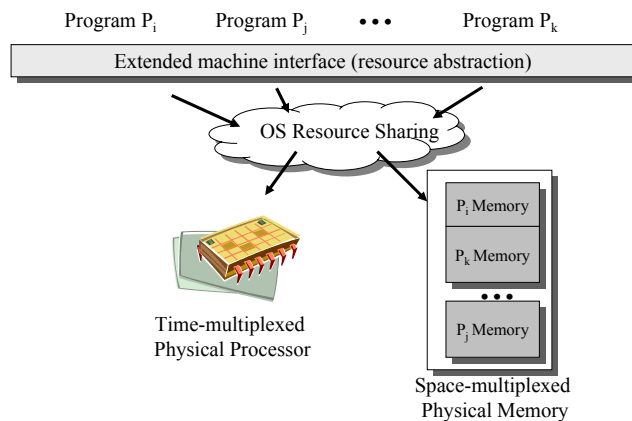 Program Pi Program Pj ••• Program Pk
Extended machine interface (resource abstraction)
OS Resource Sharing
Pi Memory
Pk Memory
•••
Pj Memory
Time-multiplexed
Physical Processor
Space-multiplexed
Physical Memory